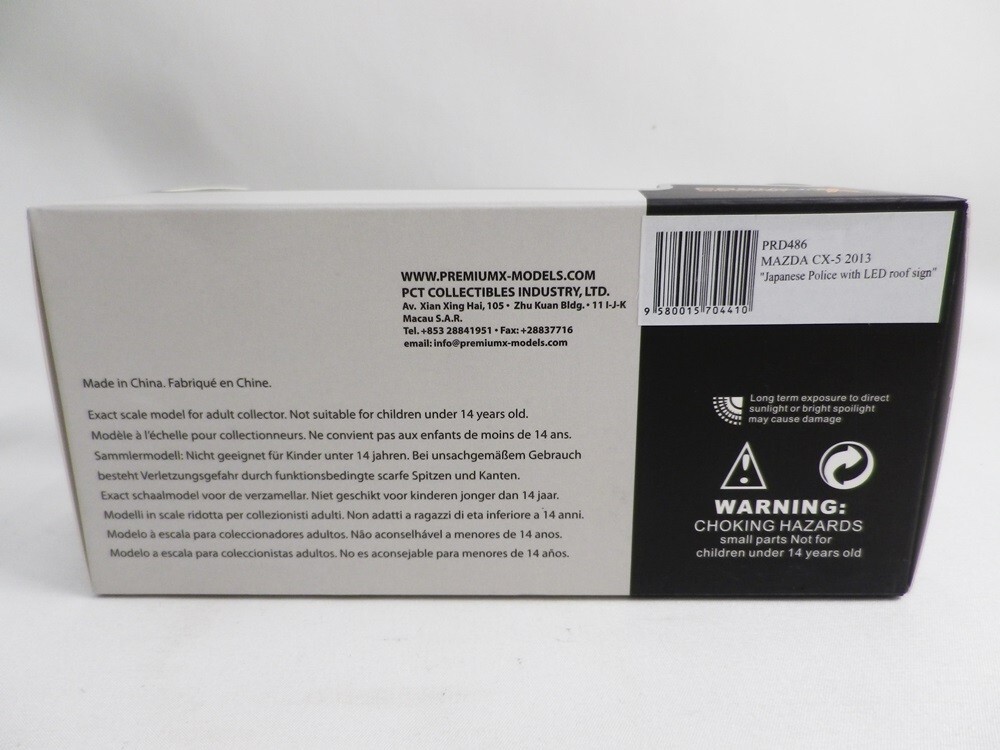 WWW.PREMIUMX-MODELS.COM
PCT COLLECTIBLES INDUSTRY, LTD.
Av. Xian Xing Hai, 105 • Zhu Kuan Bldg. • 11 I-J-K
Macau S.A.R.
Tel. +853 28841951 • Fax: +28837716
email: info@premiumx-models.com
Made in China. Fabriqué en Chine.
Exact scale model for adult collector. Not suitable for children under 14 years old.
Modèle à l'échelle pour collectionneurs. Ne convient pas aux enfants de moins de 14 ans.
Sammlermodell: Nicht geeignet für Kinder unter 14 jahren. Bei unsachgemäßem Gebrauch
besteht Verletzungsgefahr durch funktionsbedingte scarfe Spitzen und Kanten.
Exact schaalmodel voor de verzamellar. Niet geschikt voor kinderen jonger dan 14 jaar.
Modelli in scale ridotta per collezionisti adulti. Non adatti a ragazzi di eta inferiore a 14 anni.
Modelo à escala para coleccionadores adultos. Não aconselhável a menores de 14 anos.
Modelo a escala para coleccionistas adultos. No es aconsejable para menores de 14 años.
PRD486
MAZDA CX-5 2013
"Japanese Police with LED roof sign"
9 580015 704410
Long term exposure to direct
sunlight or bright spoilight
may cause damage
WARNING:
CHOKING HAZARDS
small parts Not for
children under 14 years old